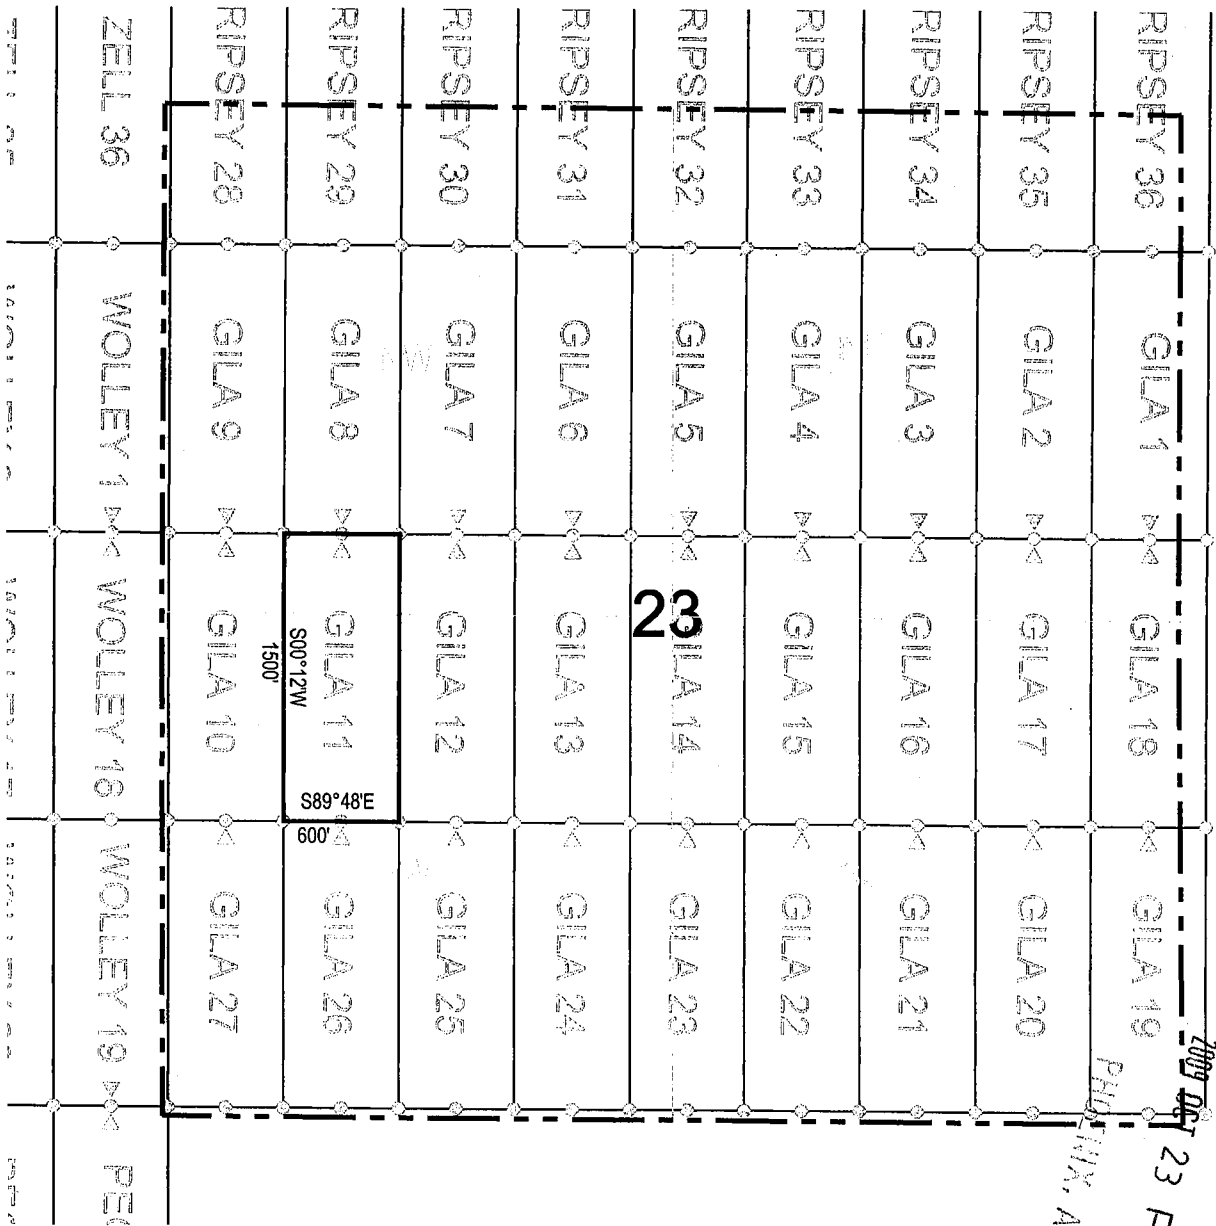 ZELL 36
RIPSEY 28
RIPSEY 29
RIPSEY 30
RIPSEY 31
RIPSEY 32
RIPSEY 33
RIPSEY 34
RIPSEY 35
RIPSEY 36
WOLLEY 1
GILA 9
GILA 8
GILA 7
GILA 6
GILA 5
GILA 4
GILA 3
GILA 2
GILA 1
23
WOLLEY 18
GILA 10
S00°12'W
1500'
GILA 11
S89°48'E
600'
GILA 12
GILA 13
GILA 14
GILA 15
GILA 16
GILA 17
GILA 18
WOLLEY 19
GILA 27
GILA 26
GILA 25
GILA 24
GILA 23
GILA 22
GILA 21
GILA 20
GILA 19
2009 OCT 23